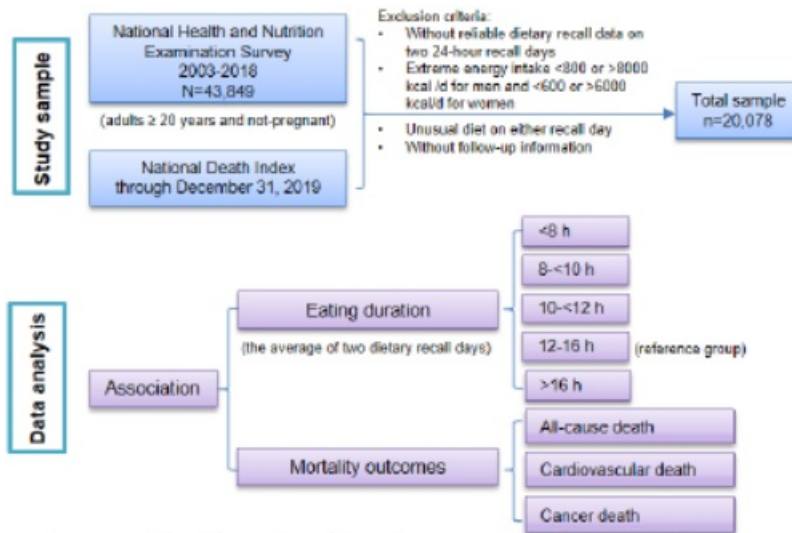 Study sample
National Health and Nutrition
Examination Survey
2003-2018
N=43,849
(adults ≥ 20 years and not-pregnant)
National Death Index
through December 31, 2019
Exclusion criteria:
• Without reliable dietary recall data on
two 24-hour recall days
• Extreme energy intake <800 or >8000
kcal /d for men and <600 or >6000
kcal/d for women
• Unusual diet on either recall day
• Without follow-up information
Total sample
n=20,078
Data analysis
Association
Eating duration
(the average of two dietary recall days)
<8 h
8-<10 h
10-<12 h
12-16 h (reference group)
>16 h
Mortality outcomes
All-cause death
Cardiovascular death
Cancer death